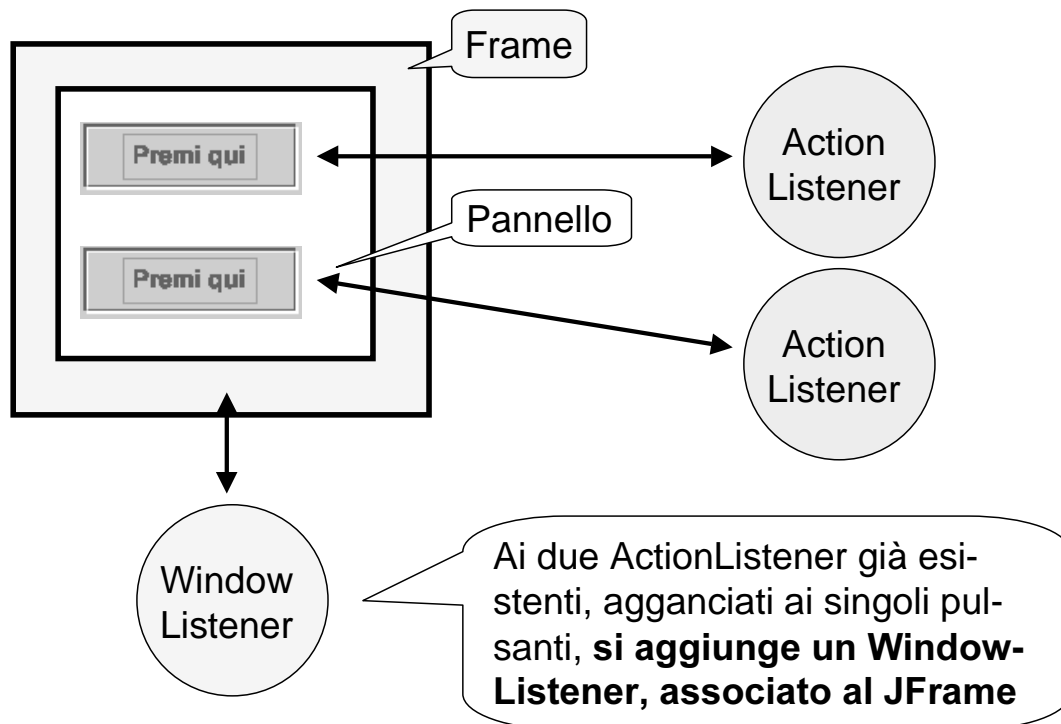 Frame
Premi qui
Action
Listener
Pannello
Premi qui
Action
Listener
Window
Listener
Ai due ActionListener già esi-
stenti, agganciati ai singoli pul-
santi, si aggiunge un Window-
Listener, associato al JFrame